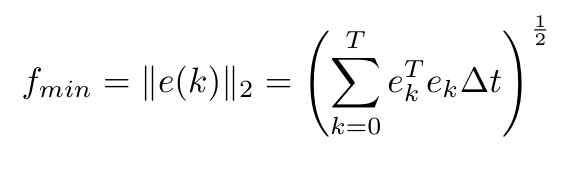 $f_{min} = \|e(k)\|_2 = \left( \sum_{k=0}^{T} e_k^T e_k \Delta t \right)^{\frac{1}{2}}$